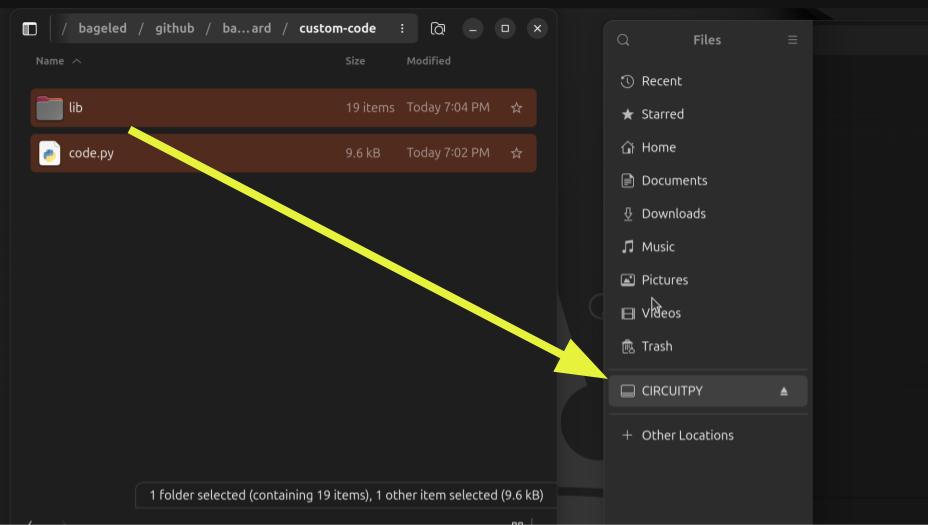 / bageled / github / ba...ard / custom-code
Name Size Modified
lib 19 items Today 7:04 PM
code.py 9.6 kB Today 7:02 PM
1 folder selected (containing 19 items), 1 other item selected (9.6 kB)
Files
Recent
Starred
Home
Documents
Downloads
Music
Pictures
Videos
Trash
CIRCUITPY
+ Other Locations